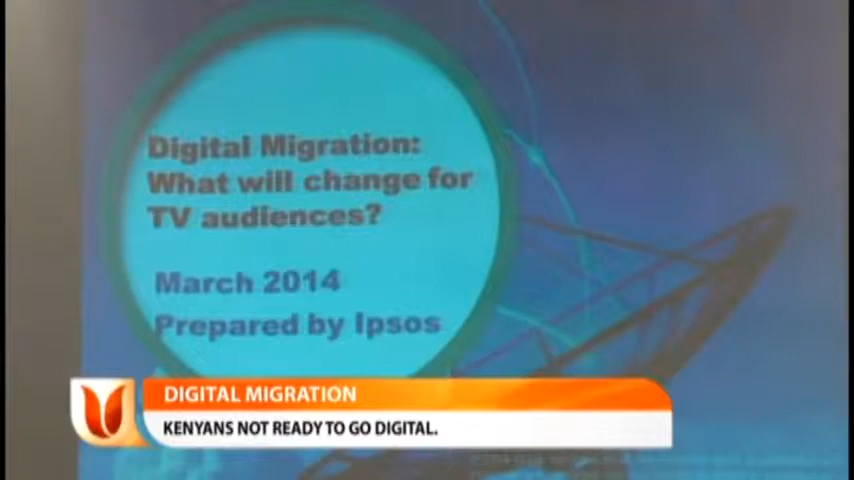 Digital Migration:
What will change for
TV audiences?
March 2014
Prepared by Ipsos
DIGITAL MIGRATION
KENYANS NOT READY TO GO DIGITAL.